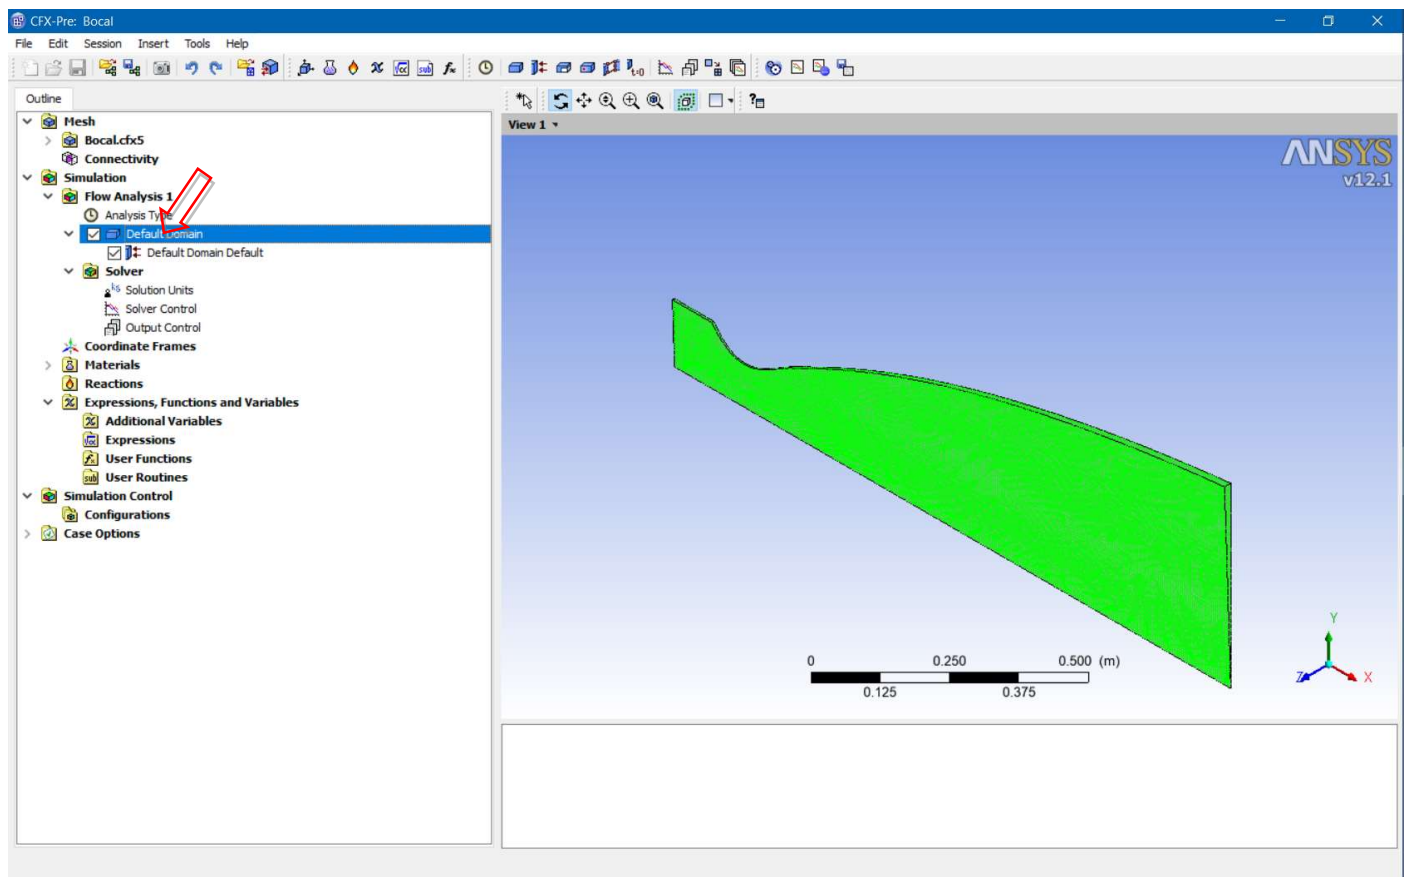 CFX-Pre: Bocal
File Edit Session Insert Tools Help
Outline
Mesh
Bocal.cfx5
Connectivity
Simulation
Flow Analysis 1
Analysis Type
Default Domain
Default Domain Default
Solver
Solution Units
Solver Control
Output Control
Coordinate Frames
Materials
Reactions
Expressions, Functions and Variables
Additional Variables
Expressions
User Functions
User Routines
Simulation Control
Configurations
Case Options
View 1
ANSYS
v12.1
0 0.250 0.500 (m)
0.125 0.375
Y
Z X